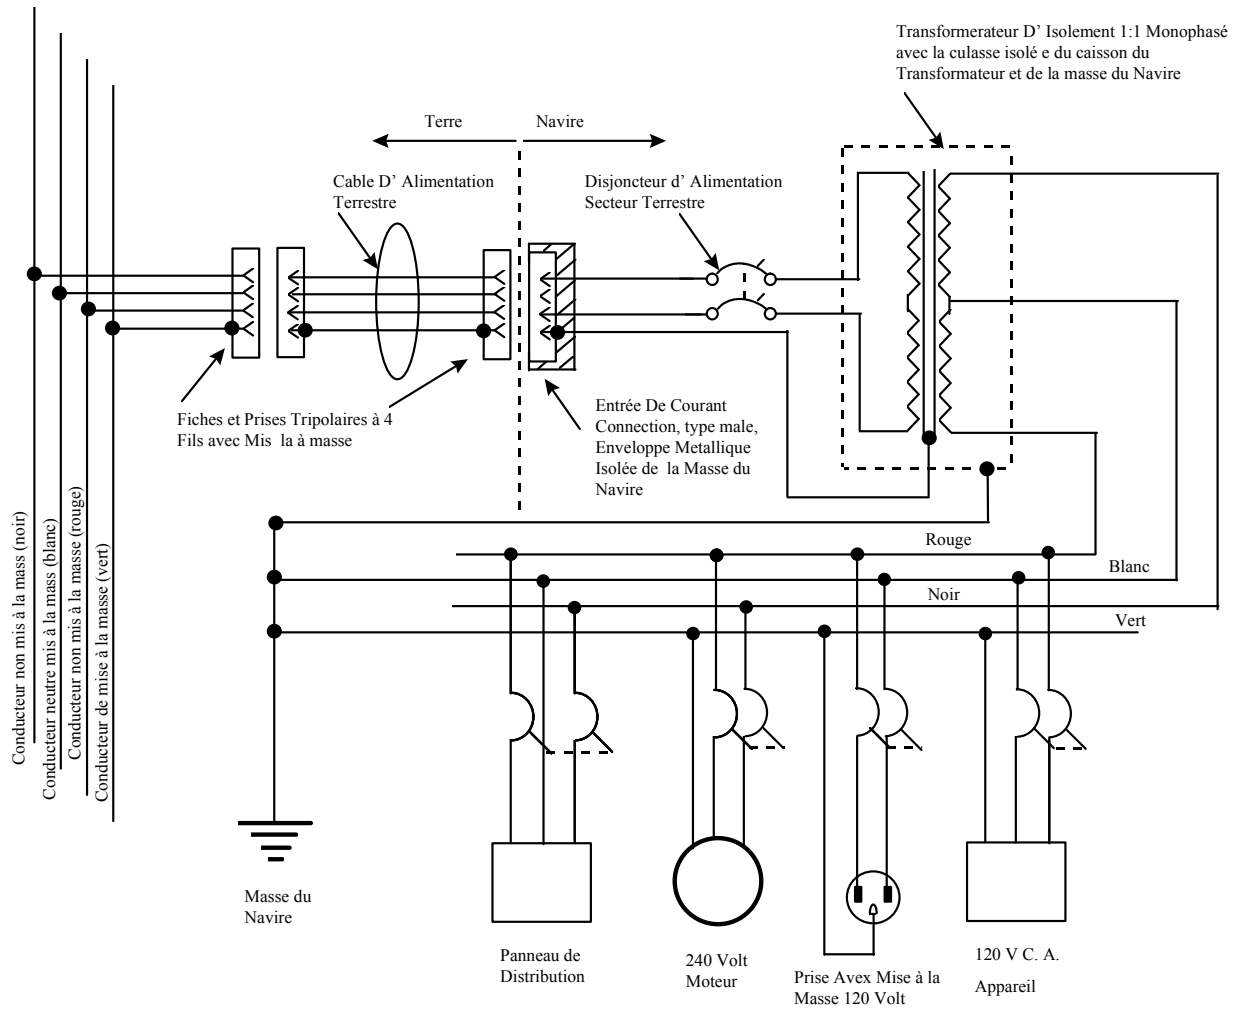 Transformerateur D’ Isolement 1:1 Monophasé
avec la culasse isolé e du caisson du
Transformateur et de la masse du Navire
Terre
Navire
Cable D’ Alimentation
Terrestre
Disjoncteur d’ Alimentation
Secteur Terrestre
Fiches et Prises Tripolaires à 4
Fils avec Mis la à masse
Entrée De Courant
Connection, type male,
Enveloppe Metallique
Isolée de la Masse du
Navire
Conducteur non mis à la mass (noir)
Conducteur neutre mis à la mass (blanc)
Conducteur non mis à la masse (rouge)
Conducteur de mise à la masse (vert)
Rouge
Blanc
Noir
Vert
Masse du
Navire
Panneau de
Distribution
240 Volt
Moteur
Prise Avex Mise à la
Masse 120 Volt
120 V C. A.
Appareil